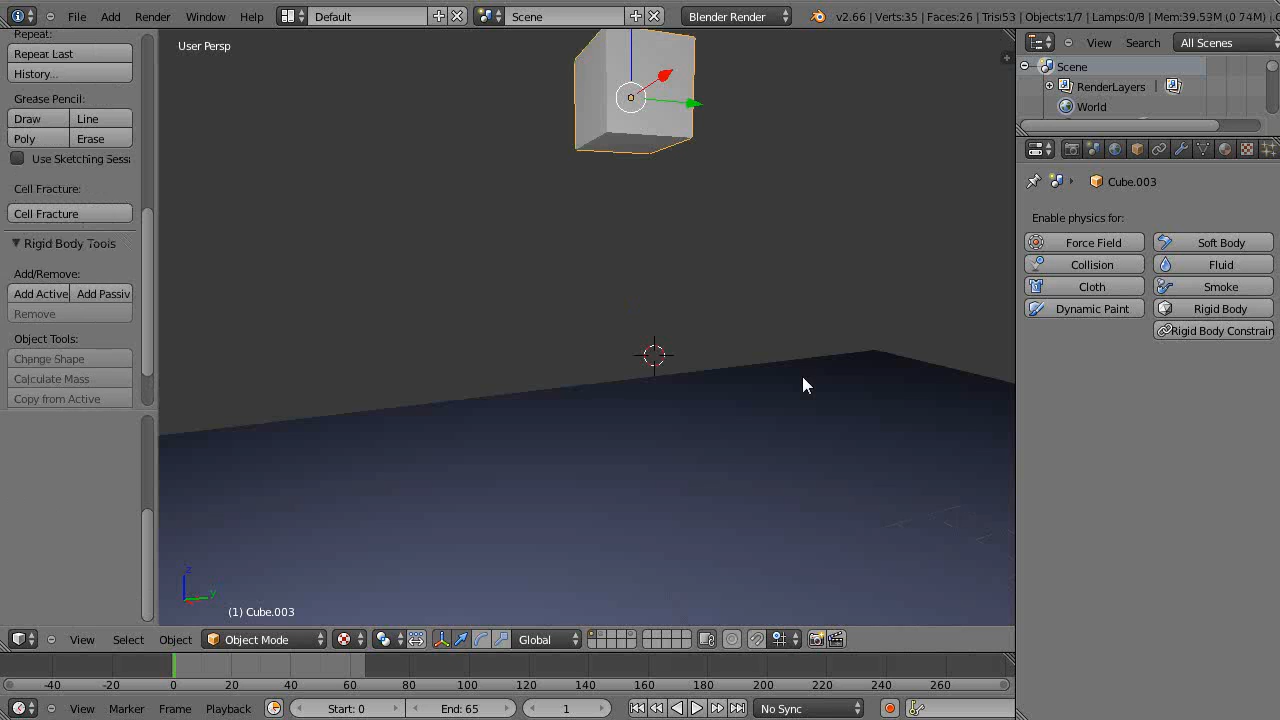 File Add Render Window Help Default Scene Blender Render v2.66 | Verts:35 | Faces:26 | Tris:53 | Objects:1/7 | Lamps:0/0 | Mem:39.53M (0.74M) | C
Repeat:
Repeat Last
History...
Grease Pencil:
Draw Line
Poly Erase
Use Sketching Sessi
Cell Fracture:
Cell Fracture
Rigid Body Tools
Add/Remove:
Add Active Add Passiv
Remove
Object Tools:
Change Shape
Calculate Mass
Copy from Active
User Persp
z
y
(1) Cube.003
View Search All Scenes
Scene
RenderLayers |
World
Cube.003
Enable physics for:
Force Field Soft Body
Collision Fluid
Cloth Smoke
Dynamic Paint Rigid Body
Rigid Body Constrain
View Select Object Object Mode Global
-40 -20 0 20 40 60 80 100 120 140 160 180 200 220 240 260
View Marker Frame Playback Start: 0 End: 65 1 No Sync